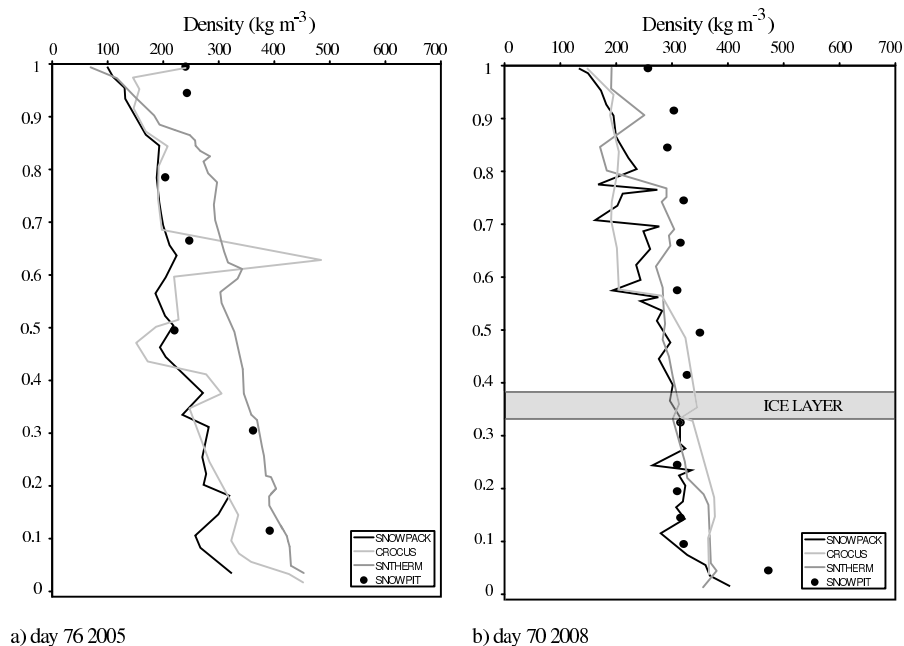 Density (kg m-3)
0 100 200 300 400 500 600 700
1
0.9
0.8
0.7
0.6
0.5
0.4
0.3
0.2
0.1
0
SNOWPACK
CROCUS
SNTHERM
SNOWPIT
a) day 76 2005
Density (kg m-3)
0 100 200 300 400 500 600 700
1
0.9
0.8
0.7
0.6
0.5
0.4
0.3
0.2
0.1
0
ICE LAYER
SNOWPACK
CROCUS
SNTHERM
SNOWPIT
b) day 70 2008